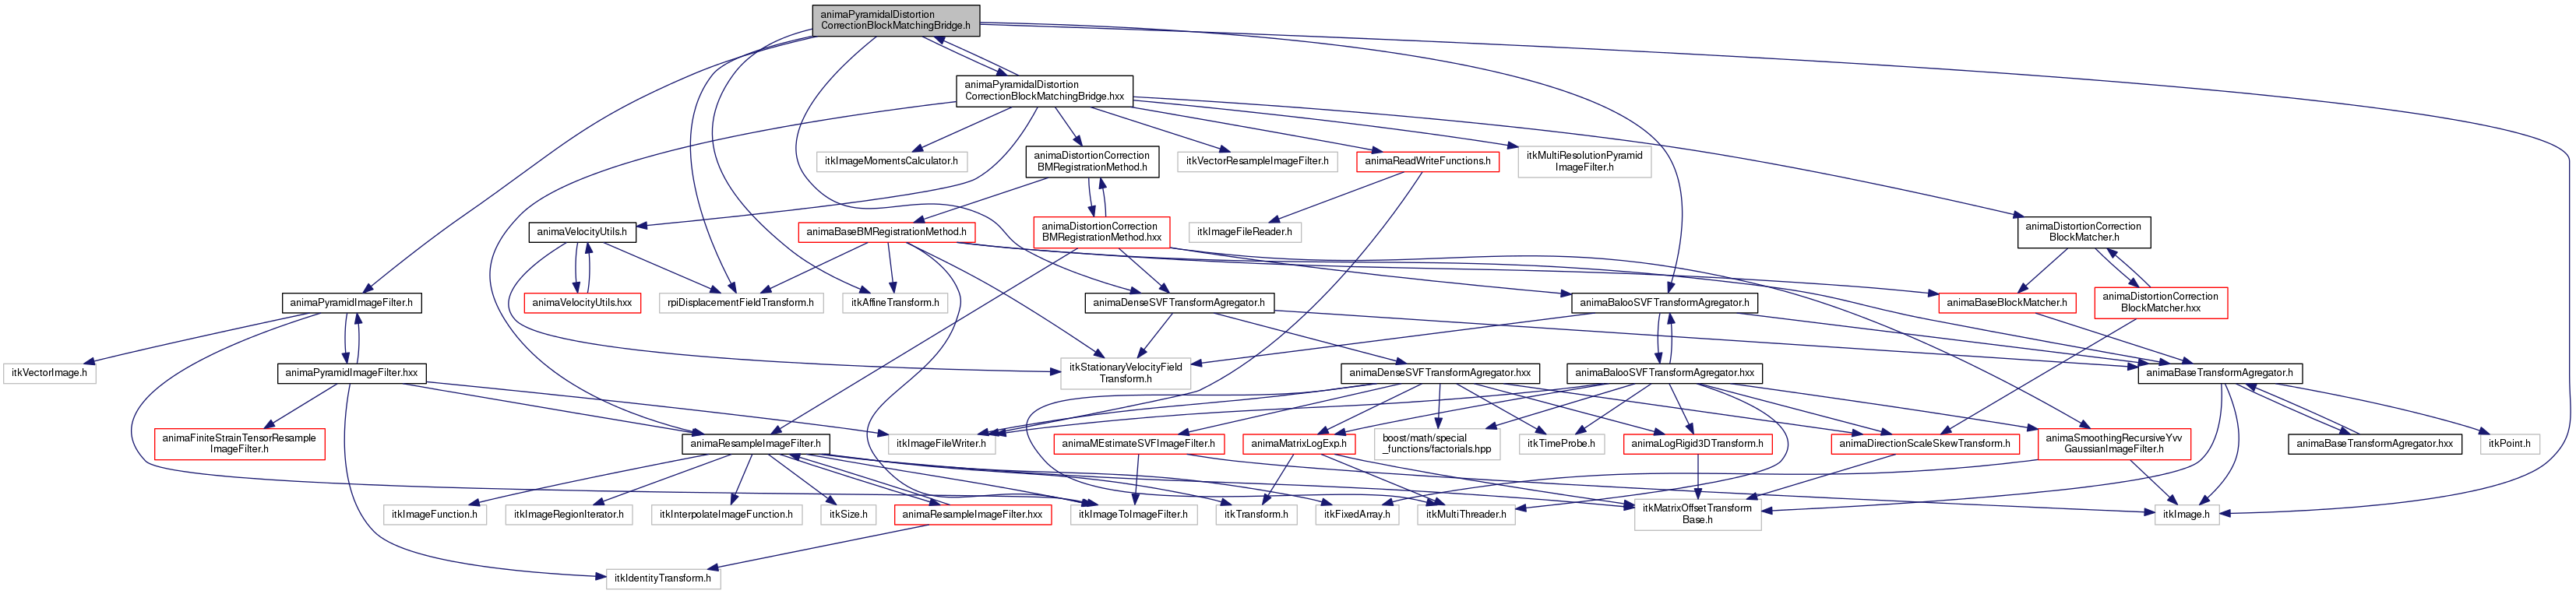 animaPyramidalDistortion
CorrectionBlockMatchingBridge.h
animaPyramidalDistortion
CorrectionBlockMatchingBridge.hxx
itkImageMomentsCalculator.h
animaDistortionCorrection
BMRegistrationMethod.h
itkVectorResampleImageFilter.h
animaReadWriteFunctions.h
itkMultiResolutionPyramid
ImageFilter.h
animaVelocityUtils.h
animaBaseBMRegistrationMethod.h
animaDistortionCorrection
BMRegistrationMethod.hxx
itkImageFileReader.h
animaDistortionCorrection
BlockMatcher.h
animaPyramidImageFilter.h
animaVelocityUtils.hxx
rpiDisplacementFieldTransform.h
itkAffineTransform.h
animaDenseSVFTransformAgregator.h
animaBalooSVFTransformAgregator.h
animaBaseBlockMatcher.h
animaDistortionCorrection
BlockMatcher.hxx
itkVectorImage.h
animaPyramidImageFilter.hxx
itkStationaryVelocityField
Transform.h
animaDenseSVFTransformAgregator.hxx
animaBalooSVFTransformAgregator.hxx
animaBaseTransformAgregator.h
animaFiniteStrainTensorResample
ImageFilter.h
animaResampleImageFilter.h
itkImageFileWriter.h
animaMEstimateSVFImageFilter.h
animaMatrixLogExp.h
boost/math/special
_functions/factorials.hpp
itkTimeProbe.h
animaLogRigid3DTransform.h
animaDirectionScaleSkewTransform.h
animaSmoothingRecursiveYvv
GaussianImageFilter.h
animaBaseTransformAgregator.hxx
itkPoint.h
itkImageFunction.h
itkImageRegionIterator.h
itkInterpolateImageFunction.h
itkSize.h
animaResampleImageFilter.hxx
itkImageToImageFilter.h
itkTransform.h
itkFixedArray.h
itkMultiThreader.h
itkMatrixOffsetTransform
Base.h
itkImage.h
itkIdentityTransform.h